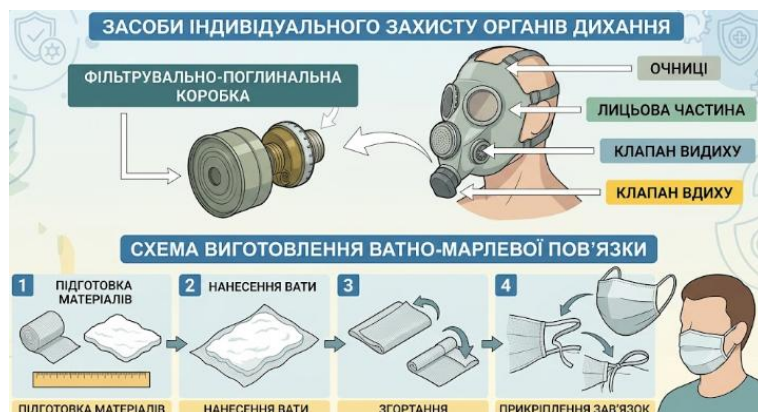 ЗАСОБИ ІНДИВІДУАЛЬНОГО ЗАХИСТУ ОРГАНІВ ДИХАННЯ
ФІЛЬТРУВАЛЬНО-ПОГЛИНАЛЬНА
КОРОБКА
ОЧНИЦІ
ЛИЦЬОВА ЧАСТИНА
КЛАПАН ВИДИХУ
КЛАПАН ВДИХУ
СХЕМА ВИГОТОВЛЕННЯ ВАТНО-МАРЛЕВОЇ ПОВ’ЯЗКИ
1 ПІДГОТОВКА
МАТЕРІАЛІВ
2 НАНЕСЕННЯ ВАТИ
3
4
ПІДГОТОВКА МАТЕРІАЛІВ
НАНЕСЕННЯ ВАТИ
ЗГОРТАННЯ
ПРИКРІПЛЕННЯ ЗАВ’ЯЗОК